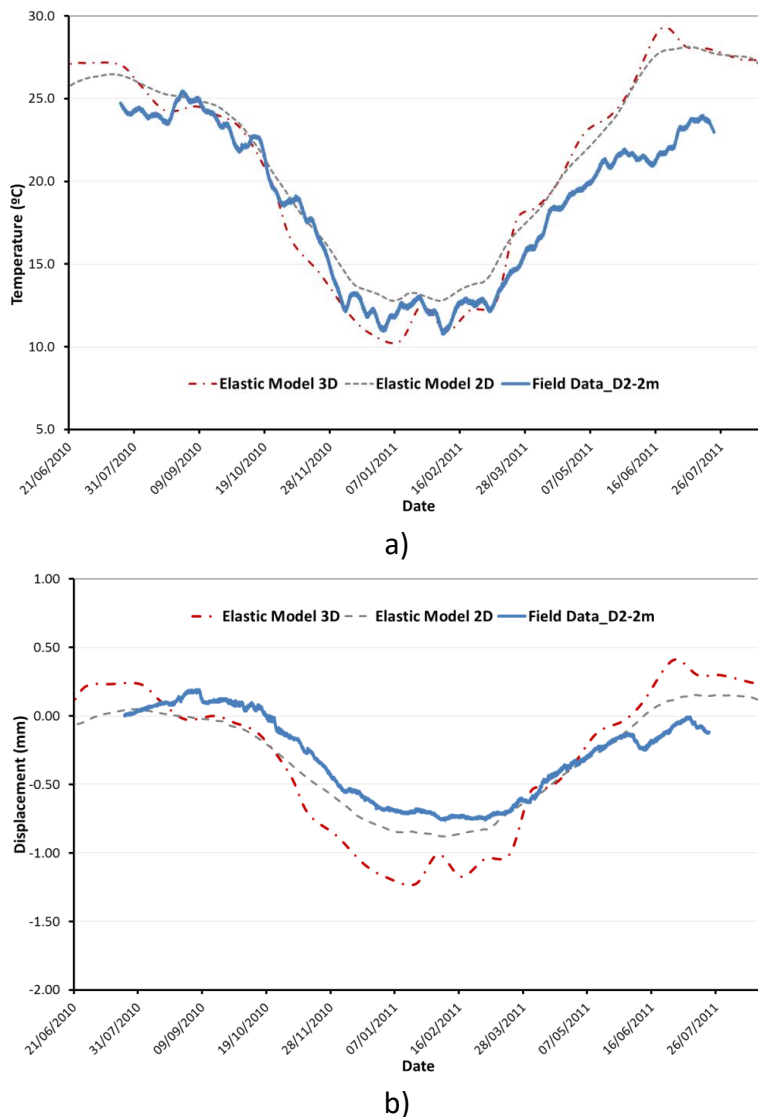 30.0
25.0
20.0
15.0
10.0
5.0
Temperature (ºC)
Elastic Model 3D Elastic Model 2D Field Data_D2-2m
21/06/2010 31/07/2010 09/09/2010 19/10/2010 28/11/2010 07/01/2011 16/02/2011 28/03/2011 07/05/2011 16/06/2011 26/07/2011
Date
a)
1.00
0.50
0.00
-0.50
-1.00
-1.50
-2.00
Displacement (mm)
Elastic Model 3D Elastic Model 2D Field Data_D2-2m
21/06/2010 31/07/2010 09/09/2010 19/10/2010 28/11/2010 07/01/2011 16/02/2011 28/03/2011 07/05/2011 16/06/2011 26/07/2011
Date
b)